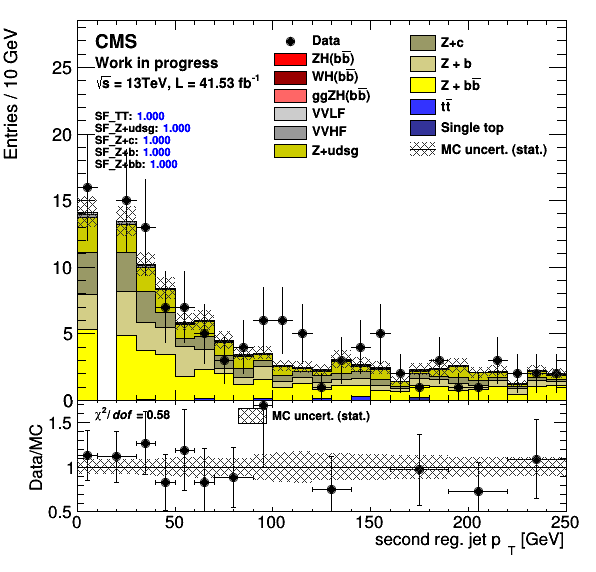 CMS
Work in progress
√s = 13TeV, L = 41.53 fb⁻¹
SF_TT: 1.000
SF_Z+udsg: 1.000
SF_Z+c: 1.000
SF_Z+b: 1.000
SF_Z+bb: 1.000
Data
ZH(bb̅)
WH(bb̅)
ggZH(bb̅)
VVLF
VVHF
Z+udsg
Z+c
Z + b
Z + bb̅
tt̅
Single top
MC uncert. (stat.)
Entries / 10 GeV
25
20
15
10
5
0
χ²/dof = 0.58
MC uncert. (stat.)
Data/MC
1.5
1
0.5
0 50 100 150 200 250
second reg. jet p_T [GeV]